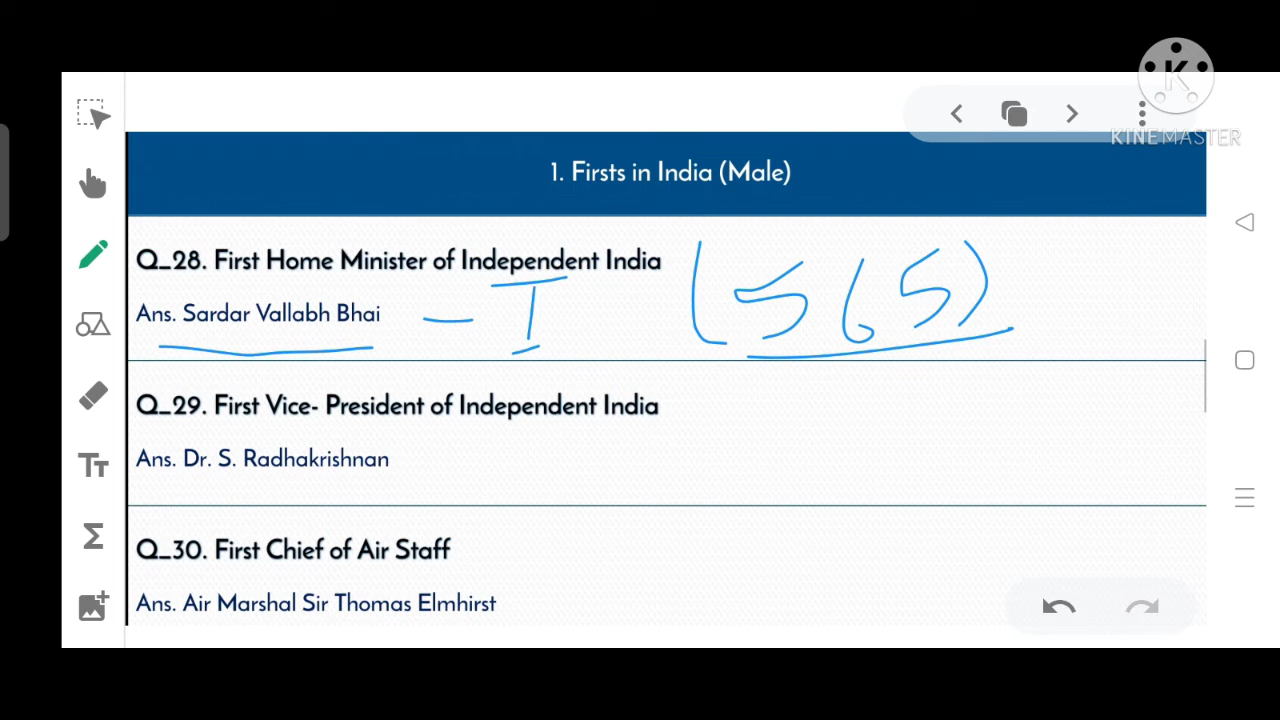 KINEMASTER
1. Firsts in India (Male)
Q_28. First Home Minister of Independent India
Ans. Sardar Vallabh Bhai – I (565)
Q_29. First Vice- President of Independent India
Ans. Dr. S. Radhakrishnan
Q_30. First Chief of Air Staff
Ans. Air Marshal Sir Thomas Elmhirst